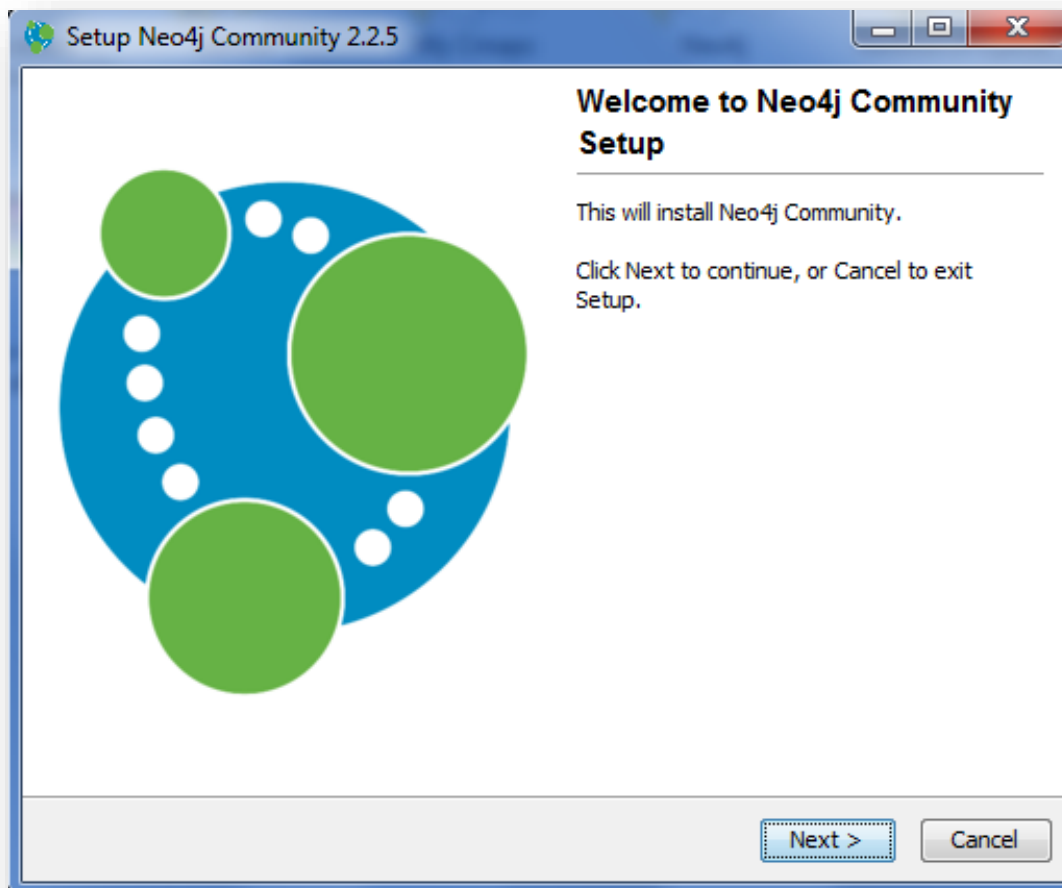 Setup Neo4j Community 2.2.5
Welcome to Neo4j Community
Setup
This will install Neo4j Community.
Click Next to continue, or Cancel to exit
Setup.
Next >
Cancel